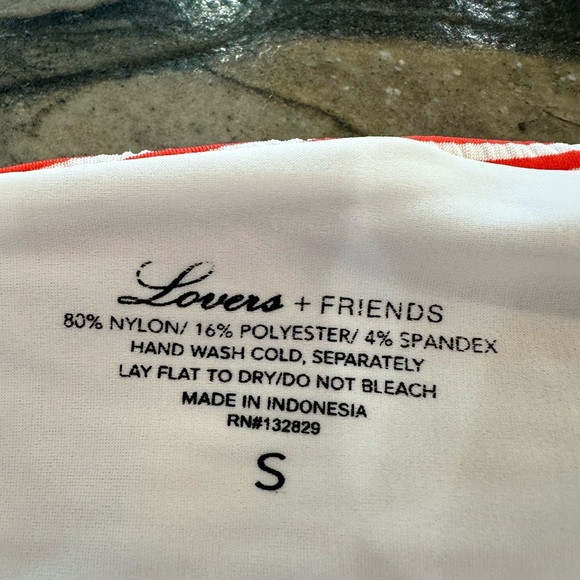 Lovers + FRIENDS
80% NYLON/ 16% POLYESTER/ 4% SPANDEX
HAND WASH COLD, SEPARATELY
LAY FLAT TO DRY/DO NOT BLEACH
MADE IN INDONESIA
RN#132829
S